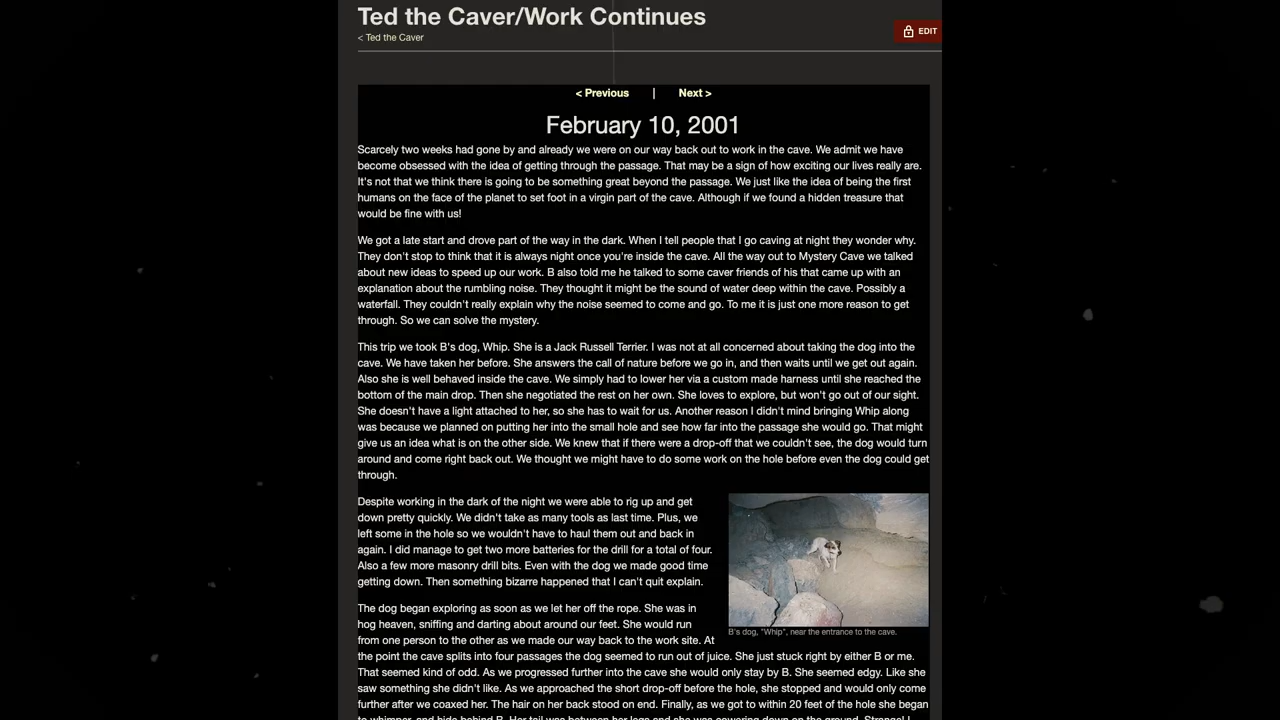 Ted the Caver/Work Continues
< Ted the Caver
EDIT
< Previous | Next >
February 10, 2001
Scarcely two weeks had gone by and already we were on our way back out to work in the cave. We admit we have
become obsessed with the idea of getting through the passage. That may be a sign of how exciting our lives really are.
It's not that we think there is going to be something great beyond the passage. We just like the idea of being the first
humans on the face of the planet to set foot in a virgin part of the cave. Although if we found a hidden treasure that
would be fine with us!
We got a late start and drove part of the way in the dark. When I tell people that I go caving at night they wonder why.
They don't stop to think that it is always night once you're inside the cave. All the way out to Mystery Cave we talked
about new ideas to speed up our work. B also told me he talked to some caver friends of his that came up with an
explanation about the rumbling noise. They thought it might be the sound of water deep within the cave. Possibly a
waterfall. They couldn't really explain why the noise seemed to come and go. To me it is just one more reason to get
through. So we can solve the mystery.
This trip we took B's dog, Whip. She is a Jack Russell Terrier. I was not at all concerned about taking the dog into the
cave. We have taken her before. She answers the call of nature before we go in, and then waits until we get out again.
Also she is well behaved inside the cave. We simply had to lower her via a custom made harness until she reached the
bottom of the main drop. Then she negotiated the rest on her own. She loves to explore, but won't go out of our sight.
She doesn't have a light attached to her, so she has to wait for us. Another reason I didn't mind bringing Whip along
was because we planned on putting her into the small hole and see how far into the passage she would go. That might
give us an idea what is on the other side. We knew that if there were a drop-off that we couldn't see, the dog would turn
around and come right back out. We thought we might have to do some work on the hole before even the dog could get
through.
Despite working in the dark of the night we were able to rig up and get
down pretty quickly. We didn't take as many tools as last time. Plus, we
left some in the hole so we wouldn't have to haul them out and back in
again. I did manage to get two more batteries for the drill for a total of four.
Also a few more masonry drill bits. Even with the dog we made good time
getting down. Then something bizarre happened that I can't quit explain.
B's dog, "Whip", near the entrance to the cave.
The dog began exploring as soon as we let her off the rope. She was in
hog heaven, sniffing and darting about around our feet. She would run
from one person to the other as we made our way back to the work site. At
the point the cave splits into four passages the dog seemed to run out of juice. She just stuck right by either B or me.
That seemed kind of odd. As we progressed further into the cave she would only stay by B. She seemed edgy. Like she
saw something she didn't like. As we approached the short drop-off before the hole, she stopped and would only come
further after we coaxed her. The hair on her back stood on end. Finally, as we got to within 20 feet of the hole she began
to whimper, and hide behind B. Her tail was between her legs and she was cowering down on the ground. Strange! I